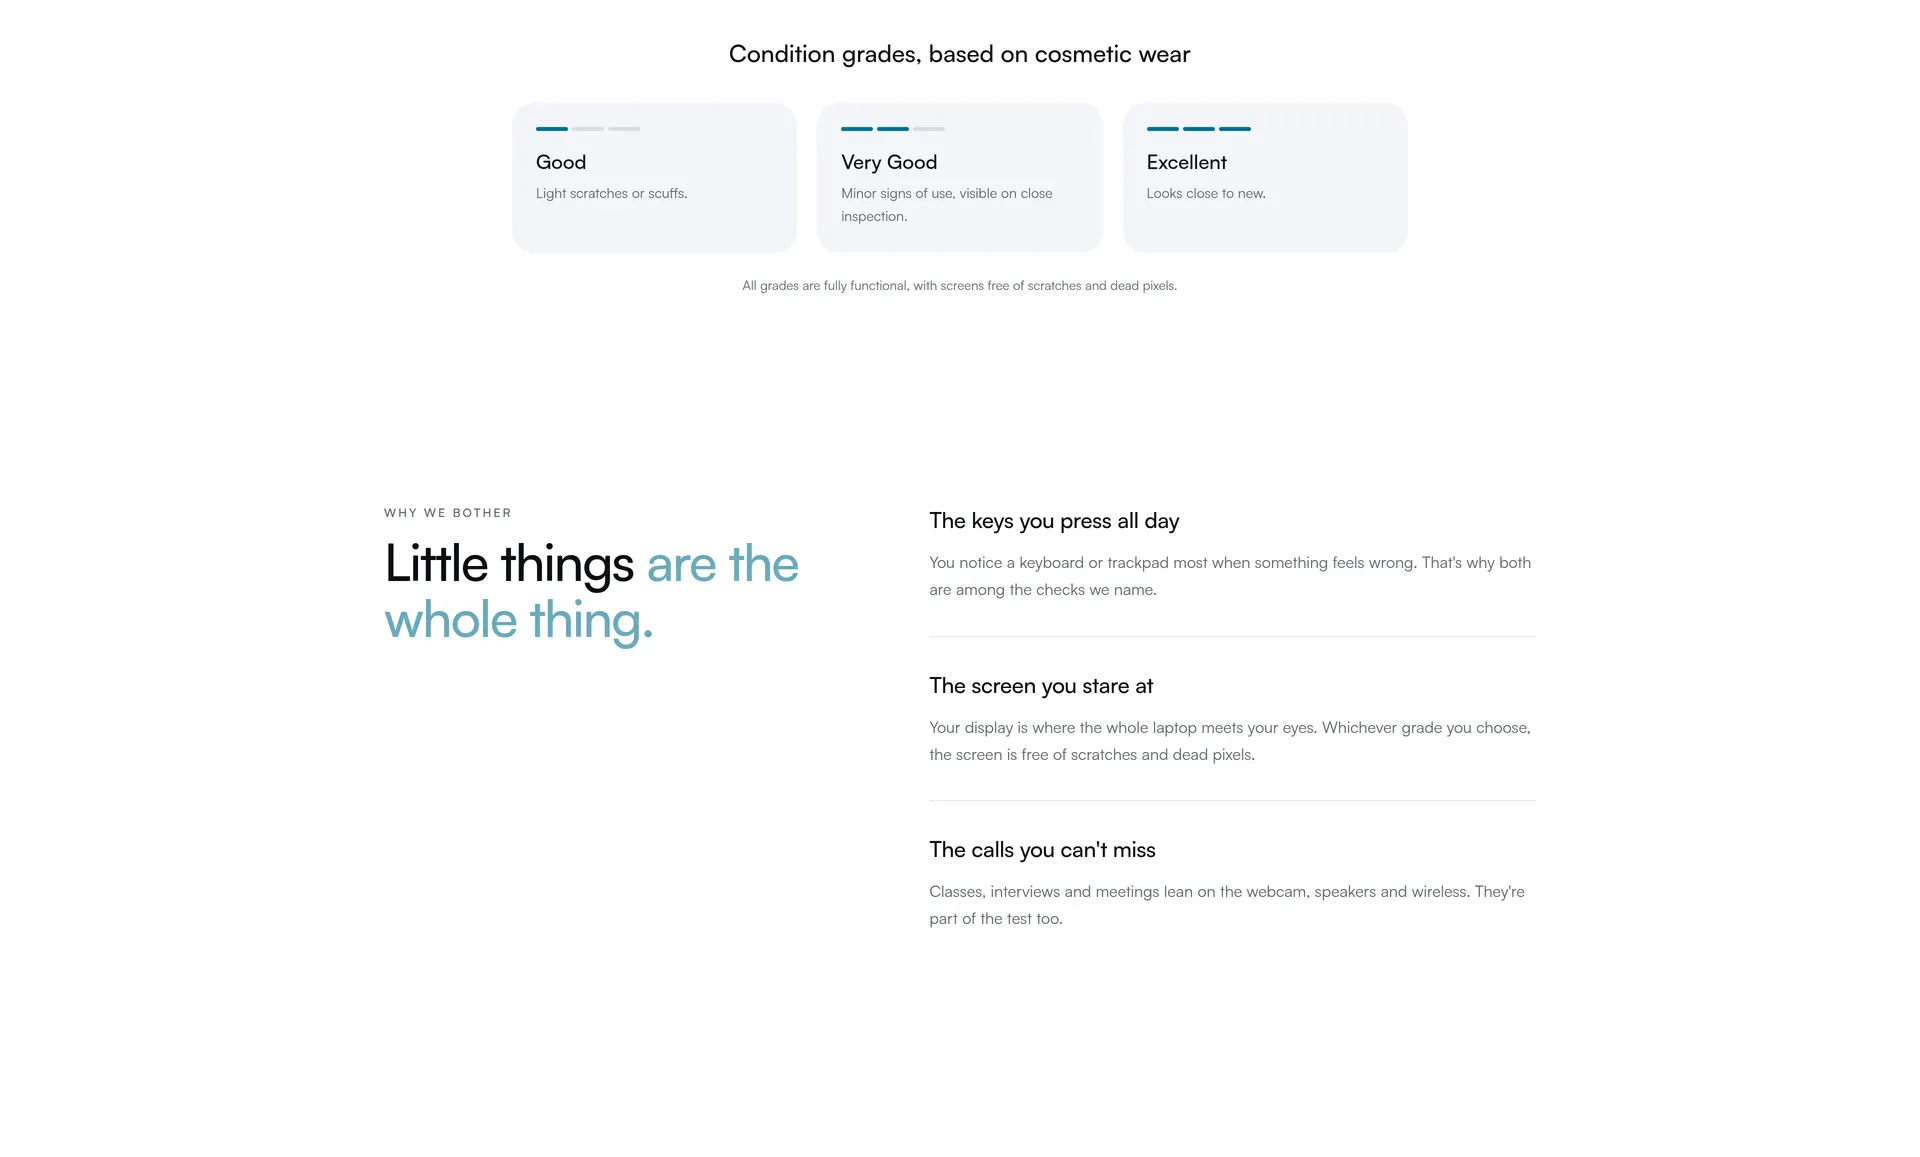 Condition grades, based on cosmetic wear
Good
Light scratches or scuffs.
Very Good
Minor signs of use, visible on close
inspection.
Excellent
Looks close to new.
All grades are fully functional, with screens free of scratches and dead pixels.
WHY WE BOTHER
Little things are the
whole thing.
The keys you press all day
You notice a keyboard or trackpad most when something feels wrong. That's why both
are among the checks we name.
The screen you stare at
Your display is where the whole laptop meets your eyes. Whichever grade you choose,
the screen is free of scratches and dead pixels.
The calls you can't miss
Classes, interviews and meetings lean on the webcam, speakers and wireless. They're
part of the test too.